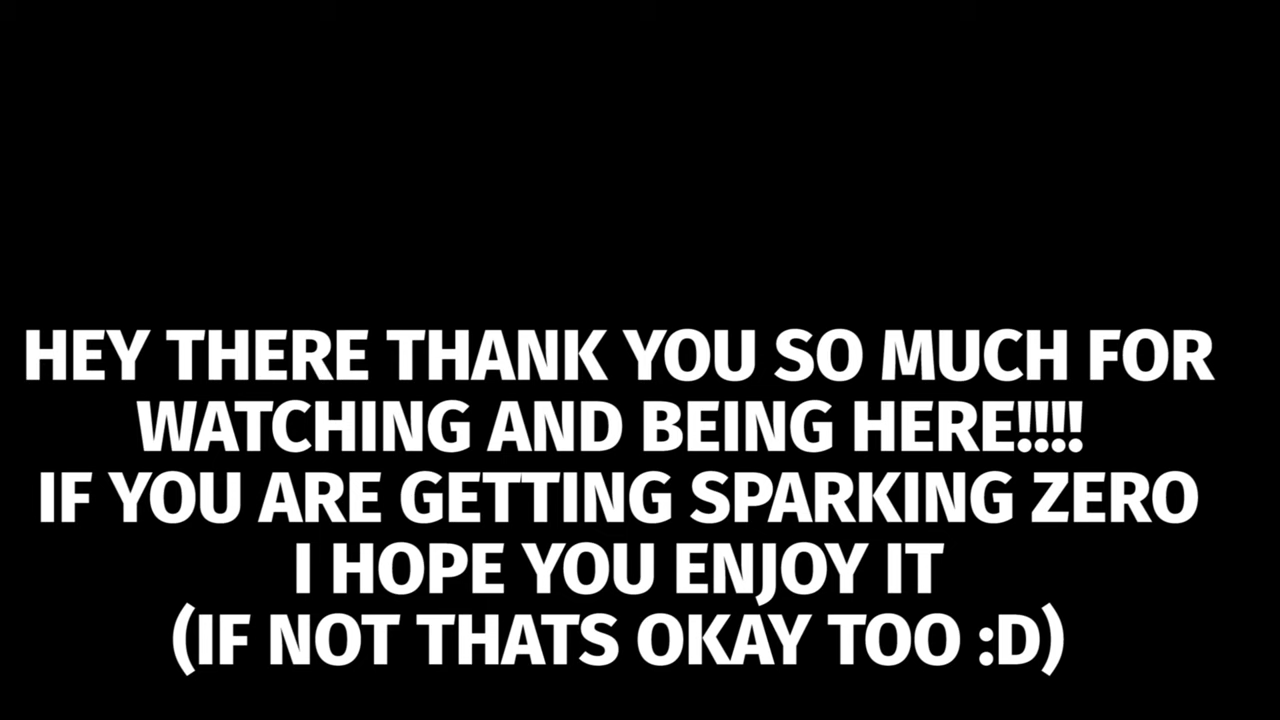 HEY THERE THANK YOU SO MUCH FOR
WATCHING AND BEING HERE!!!!
IF YOU ARE GETTING SPARKING ZERO
I HOPE YOU ENJOY IT
(IF NOT THATS OKAY TOO :D)